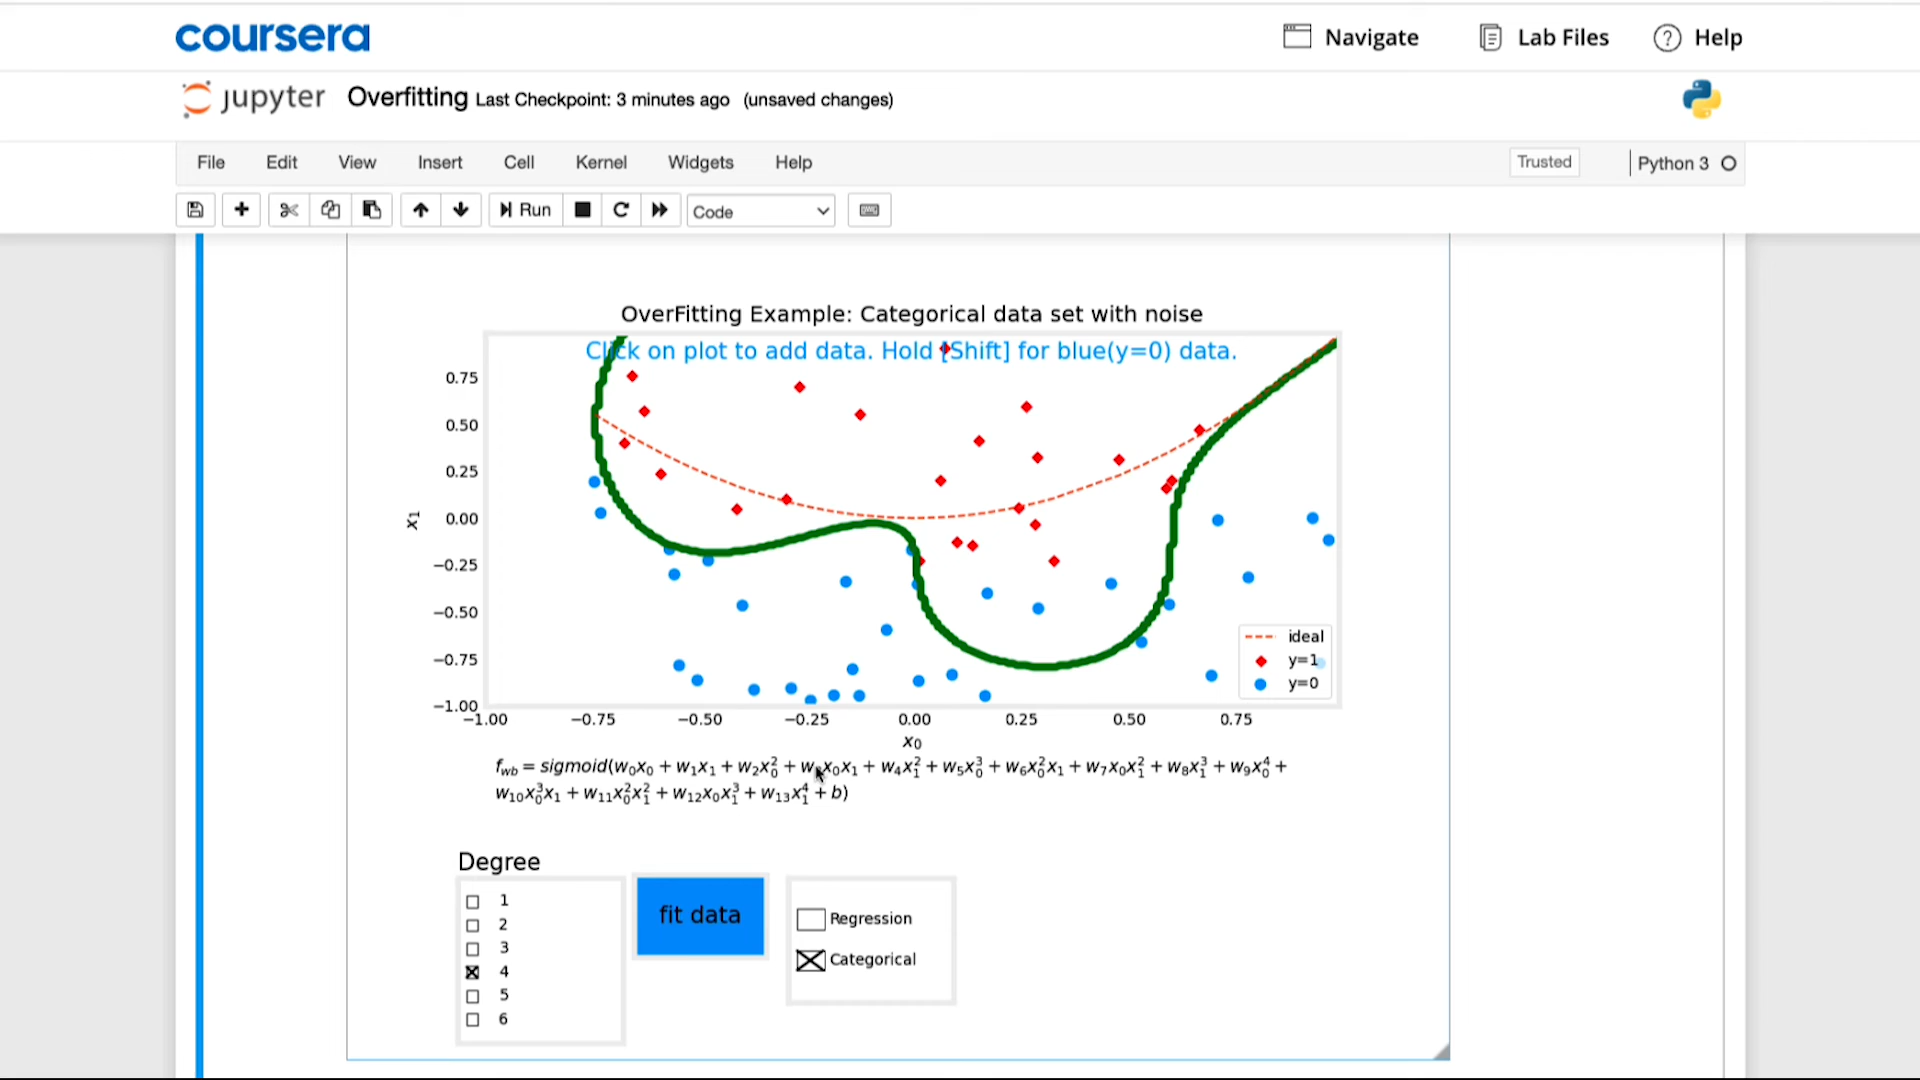 coursera
Navigate
Lab Files
Help
jupyter Overfitting Last Checkpoint: 3 minutes ago (unsaved changes)
File Edit View Insert Cell Kernel Widgets Help
Trusted
Python 3
Run
Code
OverFitting Example: Categorical data set with noise
Click on plot to add data. Hold [Shift] for blue(y=0) data.
0.75
0.50
0.25
0.00
−0.25
−0.50
−0.75
−1.00
x₁
ideal
y=1
y=0
−1.00 −0.75 −0.50 −0.25 0.00 0.25 0.50 0.75
x₀
f_wb = sigmoid(w₀x₀ + w₁x₁ + w₂x₀² + w₃x₀x₁ + w₄x₁² + w₅x₀³ + w₆x₀²x₁ + w₇x₀x₁² + w₈x₁³ + w₉x₀⁴ +
w₁₀x₀³x₁ + w₁₁x₀²x₁² + w₁₂x₀x₁³ + w₁₃x₁⁴ + b)
Degree
1
2
3
4
5
6
fit data
Regression
Categorical